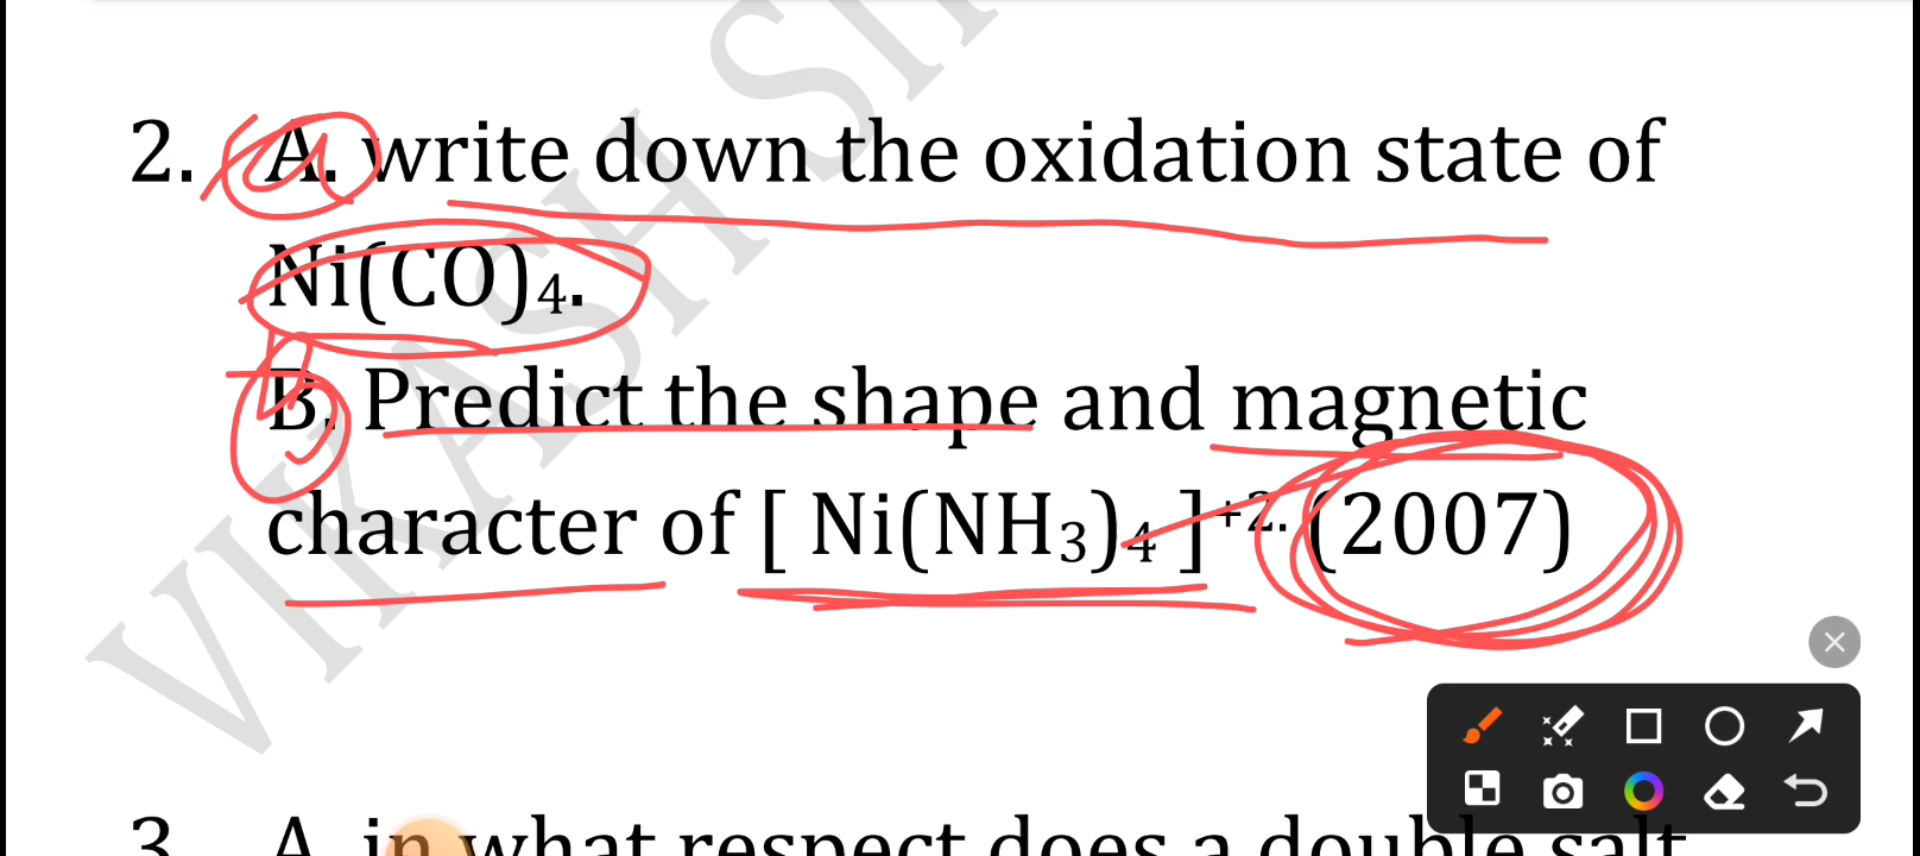 2. A. write down the oxidation state of
Ni(CO)₄.
B. Predict the shape and magnetic
character of [ Ni(NH₃)₄ ]⁺². (2007)
3. A. in what respect does a double salt
VIKASH